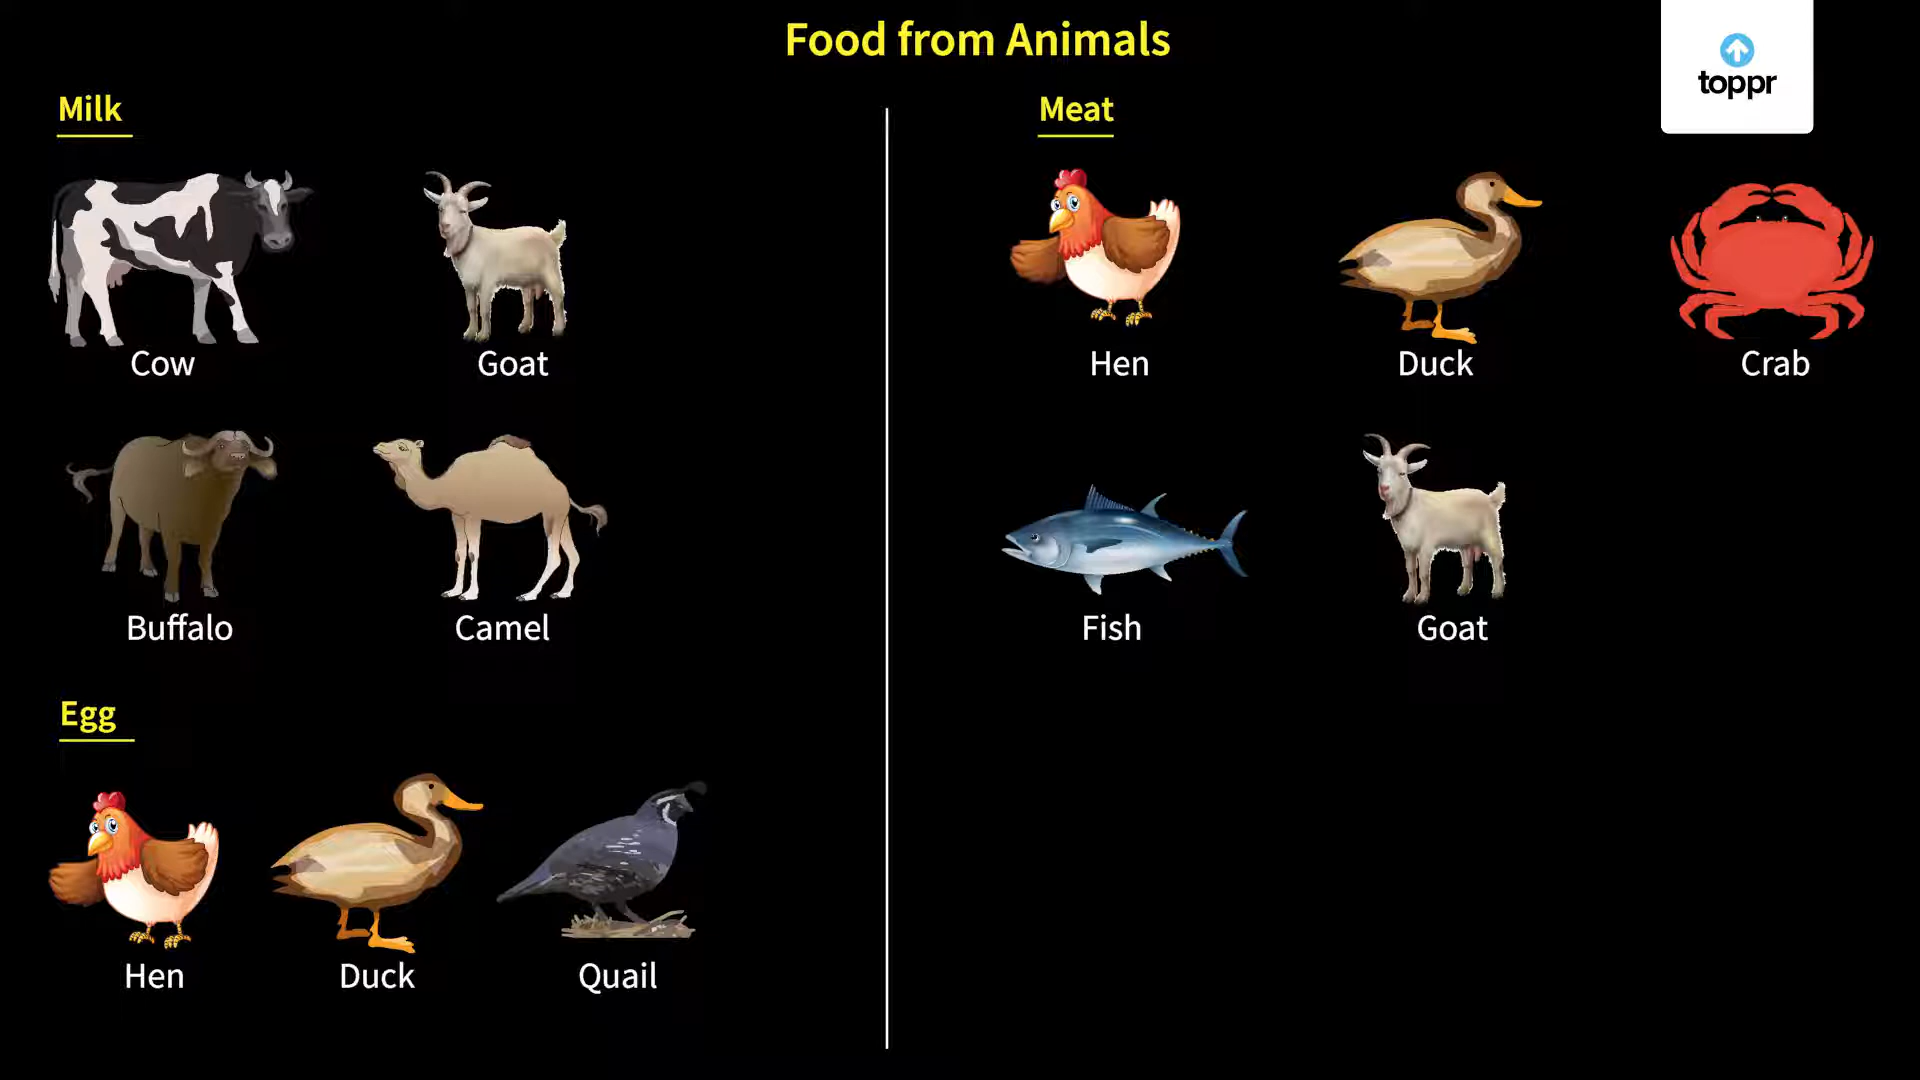 Food from Animals
toppr
Milk
Cow
Goat
Buffalo
Camel
Egg
Hen
Duck
Quail
Meat
Hen
Duck
Crab
Fish
Goat